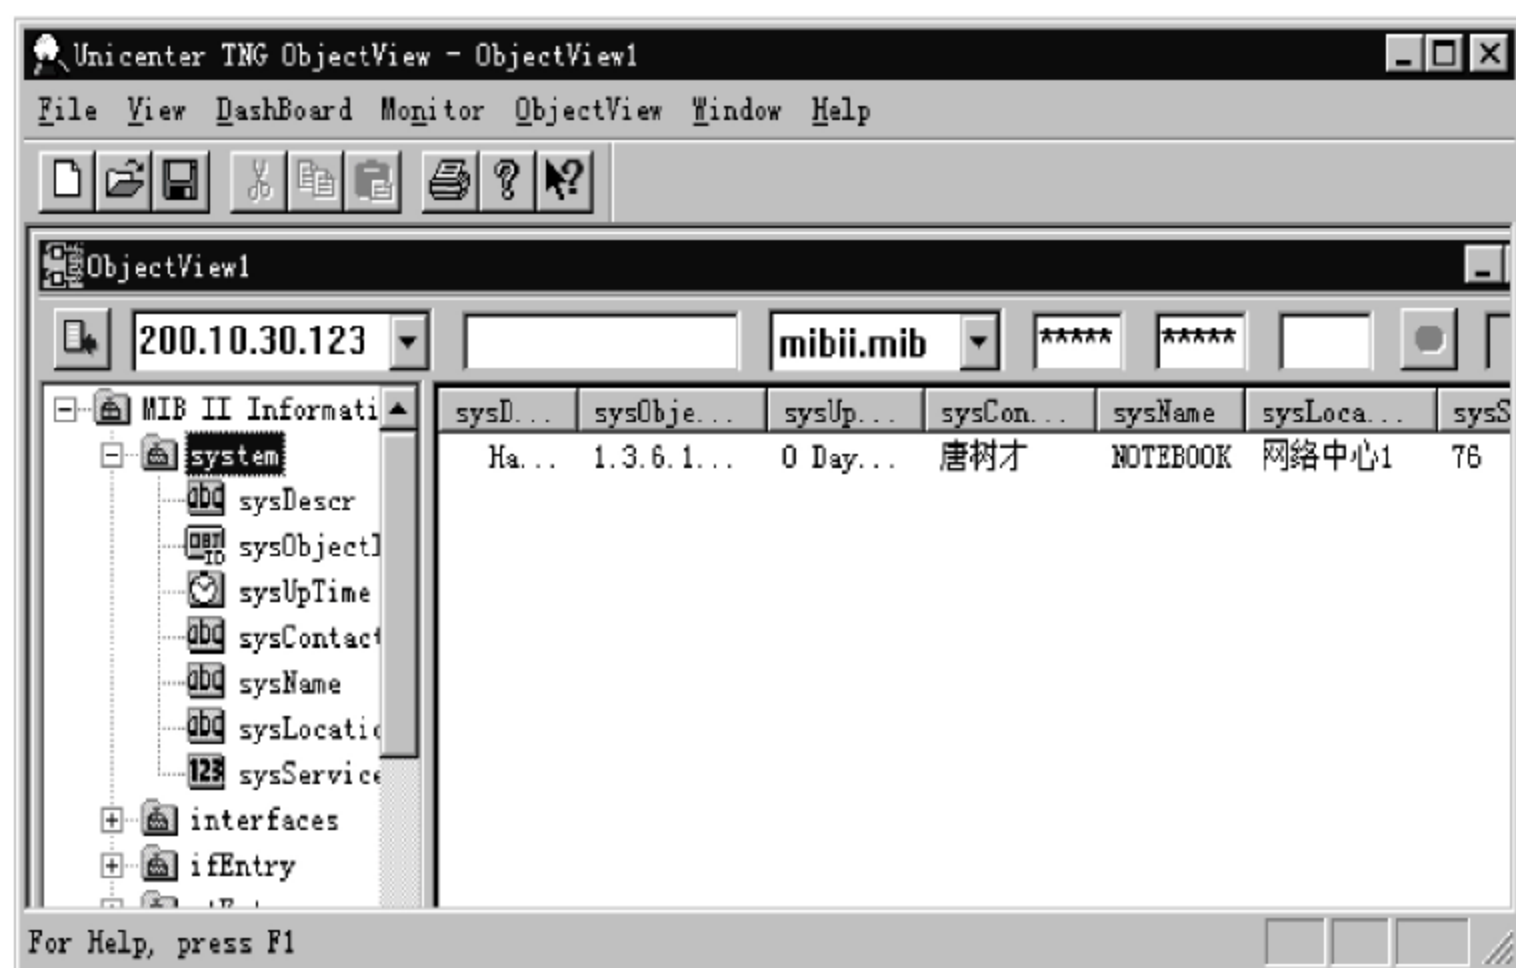 Unicenter TNG ObjectView - ObjectView1
File View DashBoard Monitor ObjectView Window Help
ObjectView1
200.10.30.123 mibii.mib ***** *****
MIB II Informati
system
sysDescr
sysObjectI
sysUpTime
sysContact
sysName
sysLocatio
sysService
interfaces
ifEntry
sysD... sysObje... sysUp... sysCon... sysName sysLoca... sysS
Ha... 1.3.6.1... 0 Day... 唐树才 NOTEBOOK 网络中心1 76
For Help, press F1